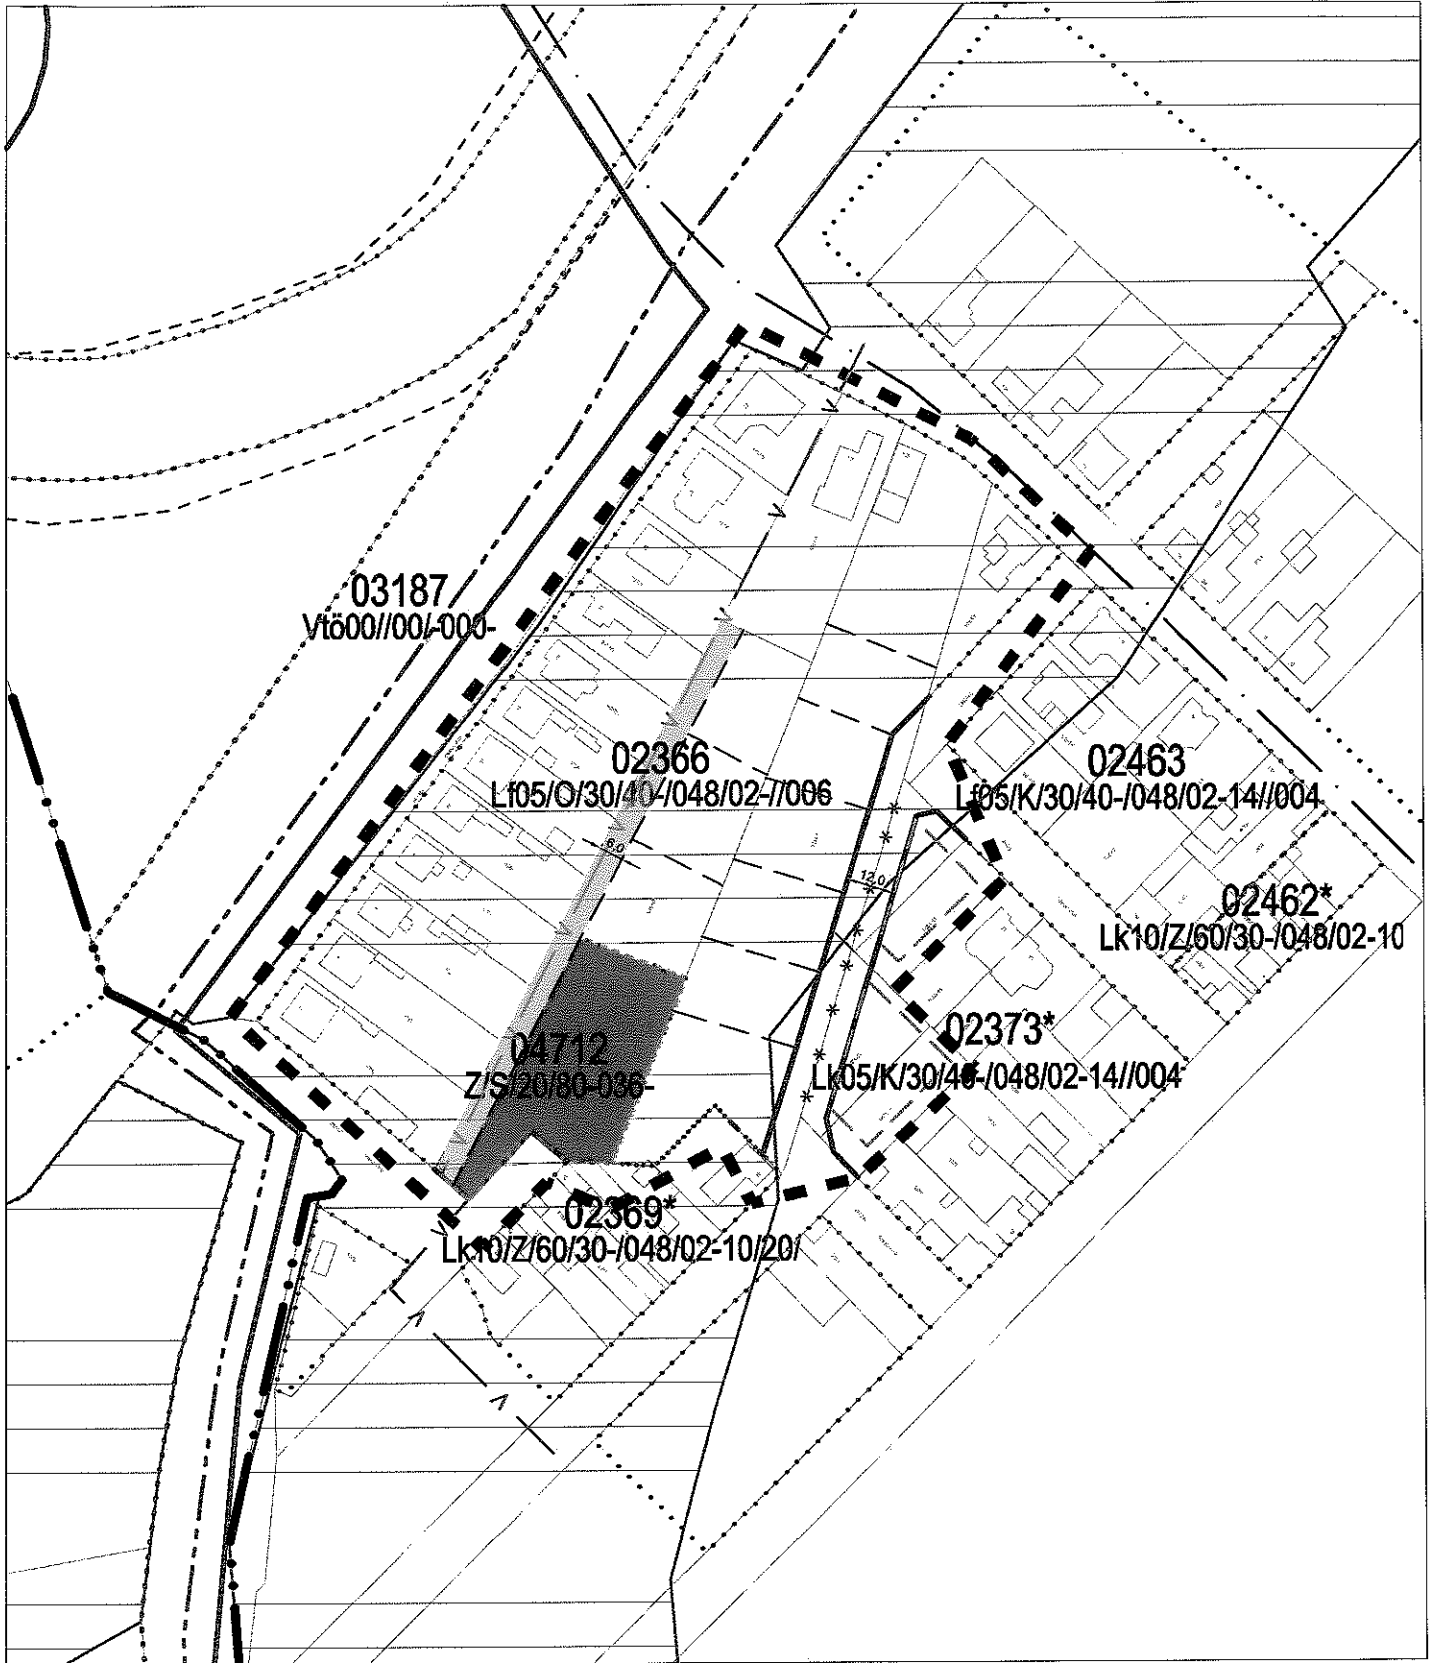 03187
Vtö00//00/-000-
02366
Lf05/O/30/40-/048/02-//006
02463
Lf05/K/30/40-/048/02-14//004
6.0
12.0
02462*
Lk10/Z/60/30-/048/02-10
04712
Z/S/20/80-036-
02373*
Lk05/K/30/40-/048/02-14//004
02369*
Lk10/Z/60/30-/048/02-10/20/